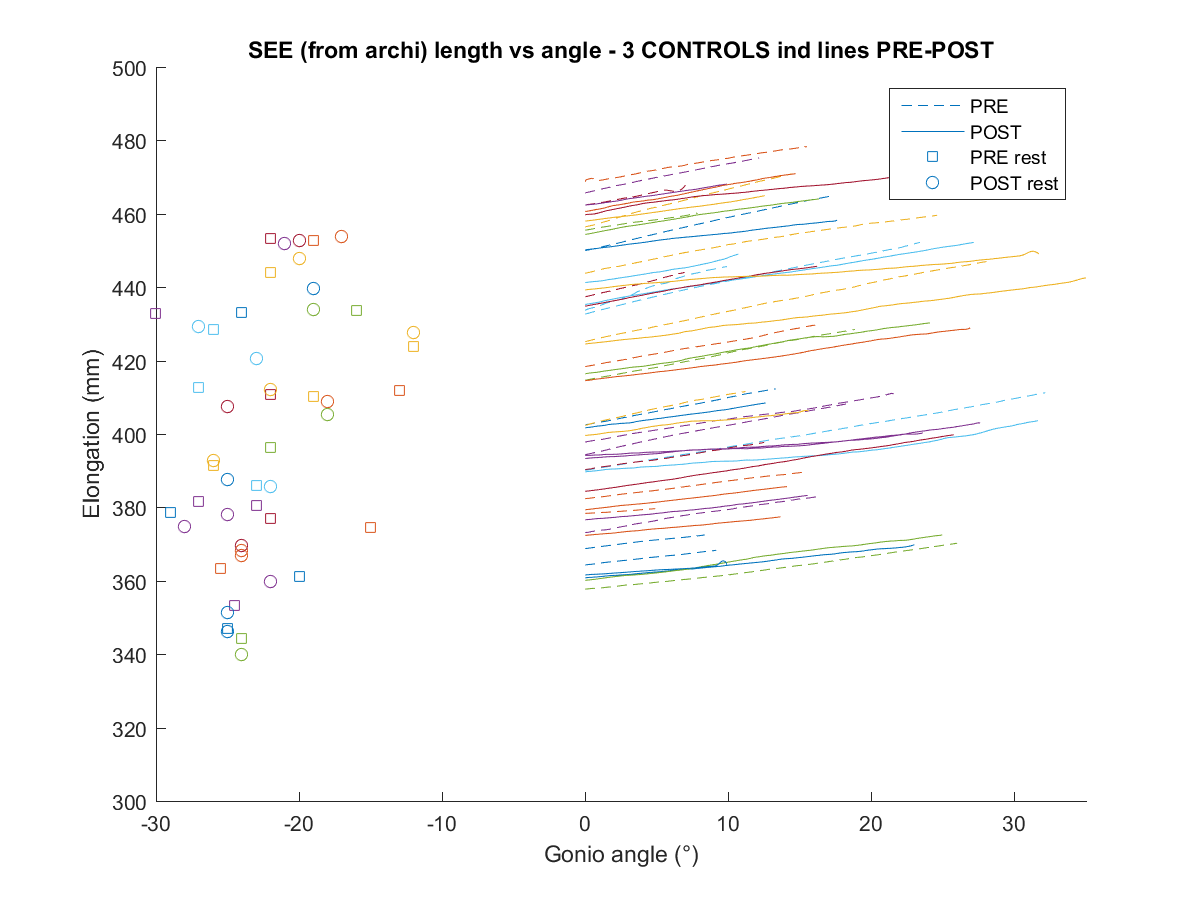 SEE (from archi) length vs angle - 3 CONTROLS ind lines PRE-POST
500
480
460
440
420
400
380
360
340
320
300
Elongation (mm)
-30
-20
-10
0
10
20
30
Gonio angle (°)
PRE
POST
PRE rest
POST rest